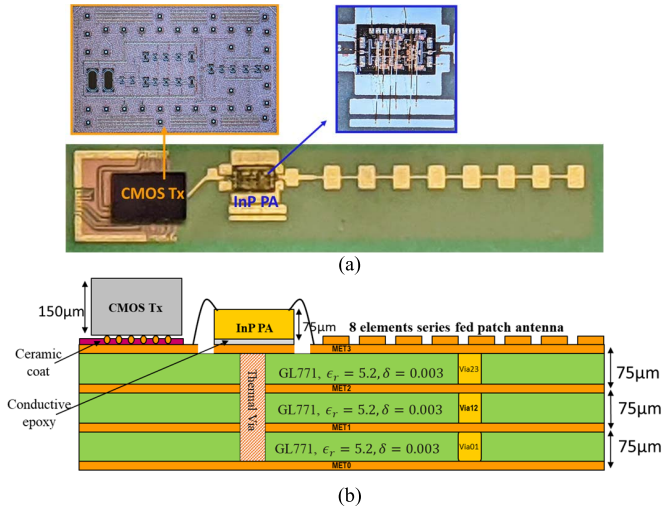 CMOS Tx
InP PA
(a)
150μm
CMOS Tx
InP PA
75μm
8 elements series fed patch antenna
Ceramic
coat
MET3
Conductive
epoxy
Thermal Via
GL771, ϵr = 5.2, δ = 0.003
Via23
75μm
MET2
GL771, ϵr = 5.2, δ = 0.003
Via12
75μm
MET1
GL771, ϵr = 5.2, δ = 0.003
Via01
75μm
MET0
(b)